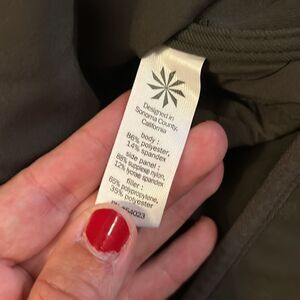 Designed in
Sonoma County,
California
body :
86% polyester,
14% spandex
side panel :
88% supplexe nylon,
12% lycra® spandex
filler :
65% polypropylene,
35% polyester